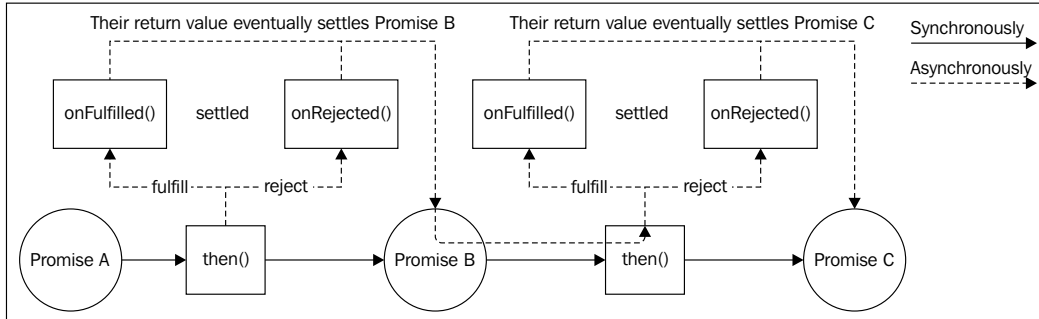 Their return value eventually settles Promise B
Their return value eventually settles Promise C
Synchronously
Asynchronously
onFulfilled()
settled
onRejected()
onFulfilled()
settled
onRejected()
fulfill
reject
fulfill
reject
Promise A
then()
Promise B
then()
Promise C